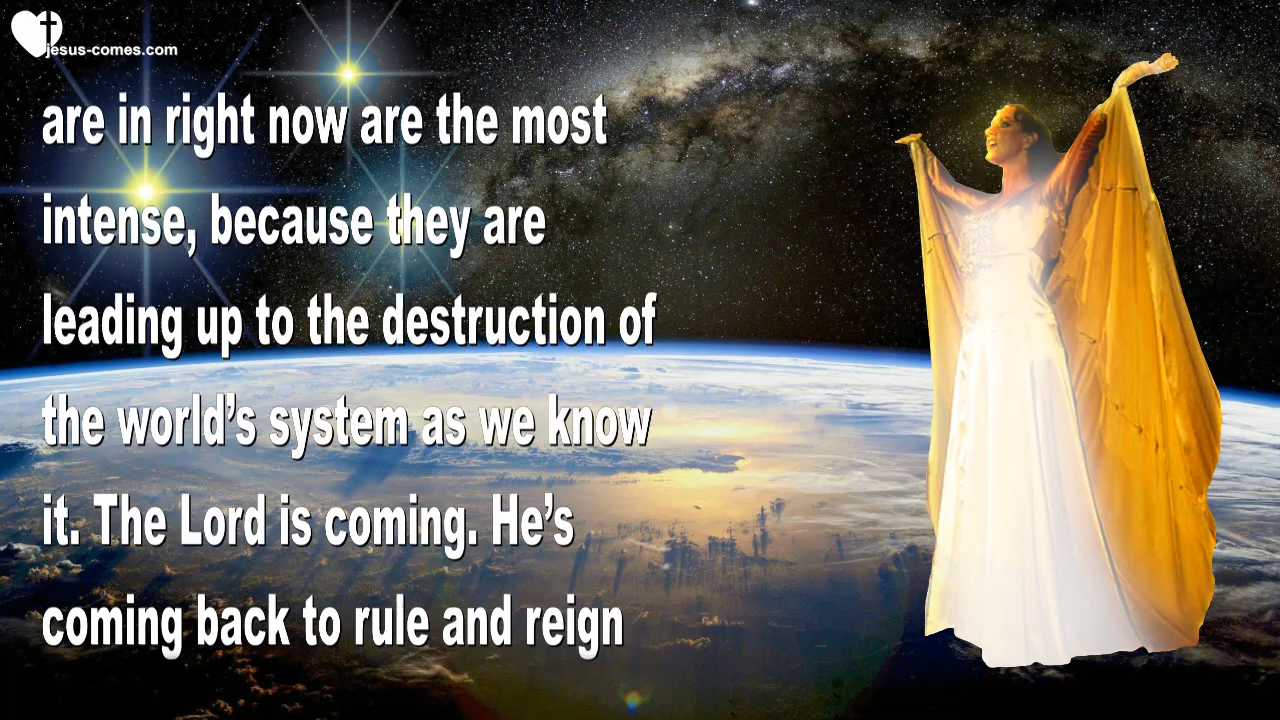 jesus-comes.com
are in right now are the most
intense, because they are
leading up to the destruction of
the world’s system as we know
it. The Lord is coming. He’s
coming back to rule and reign